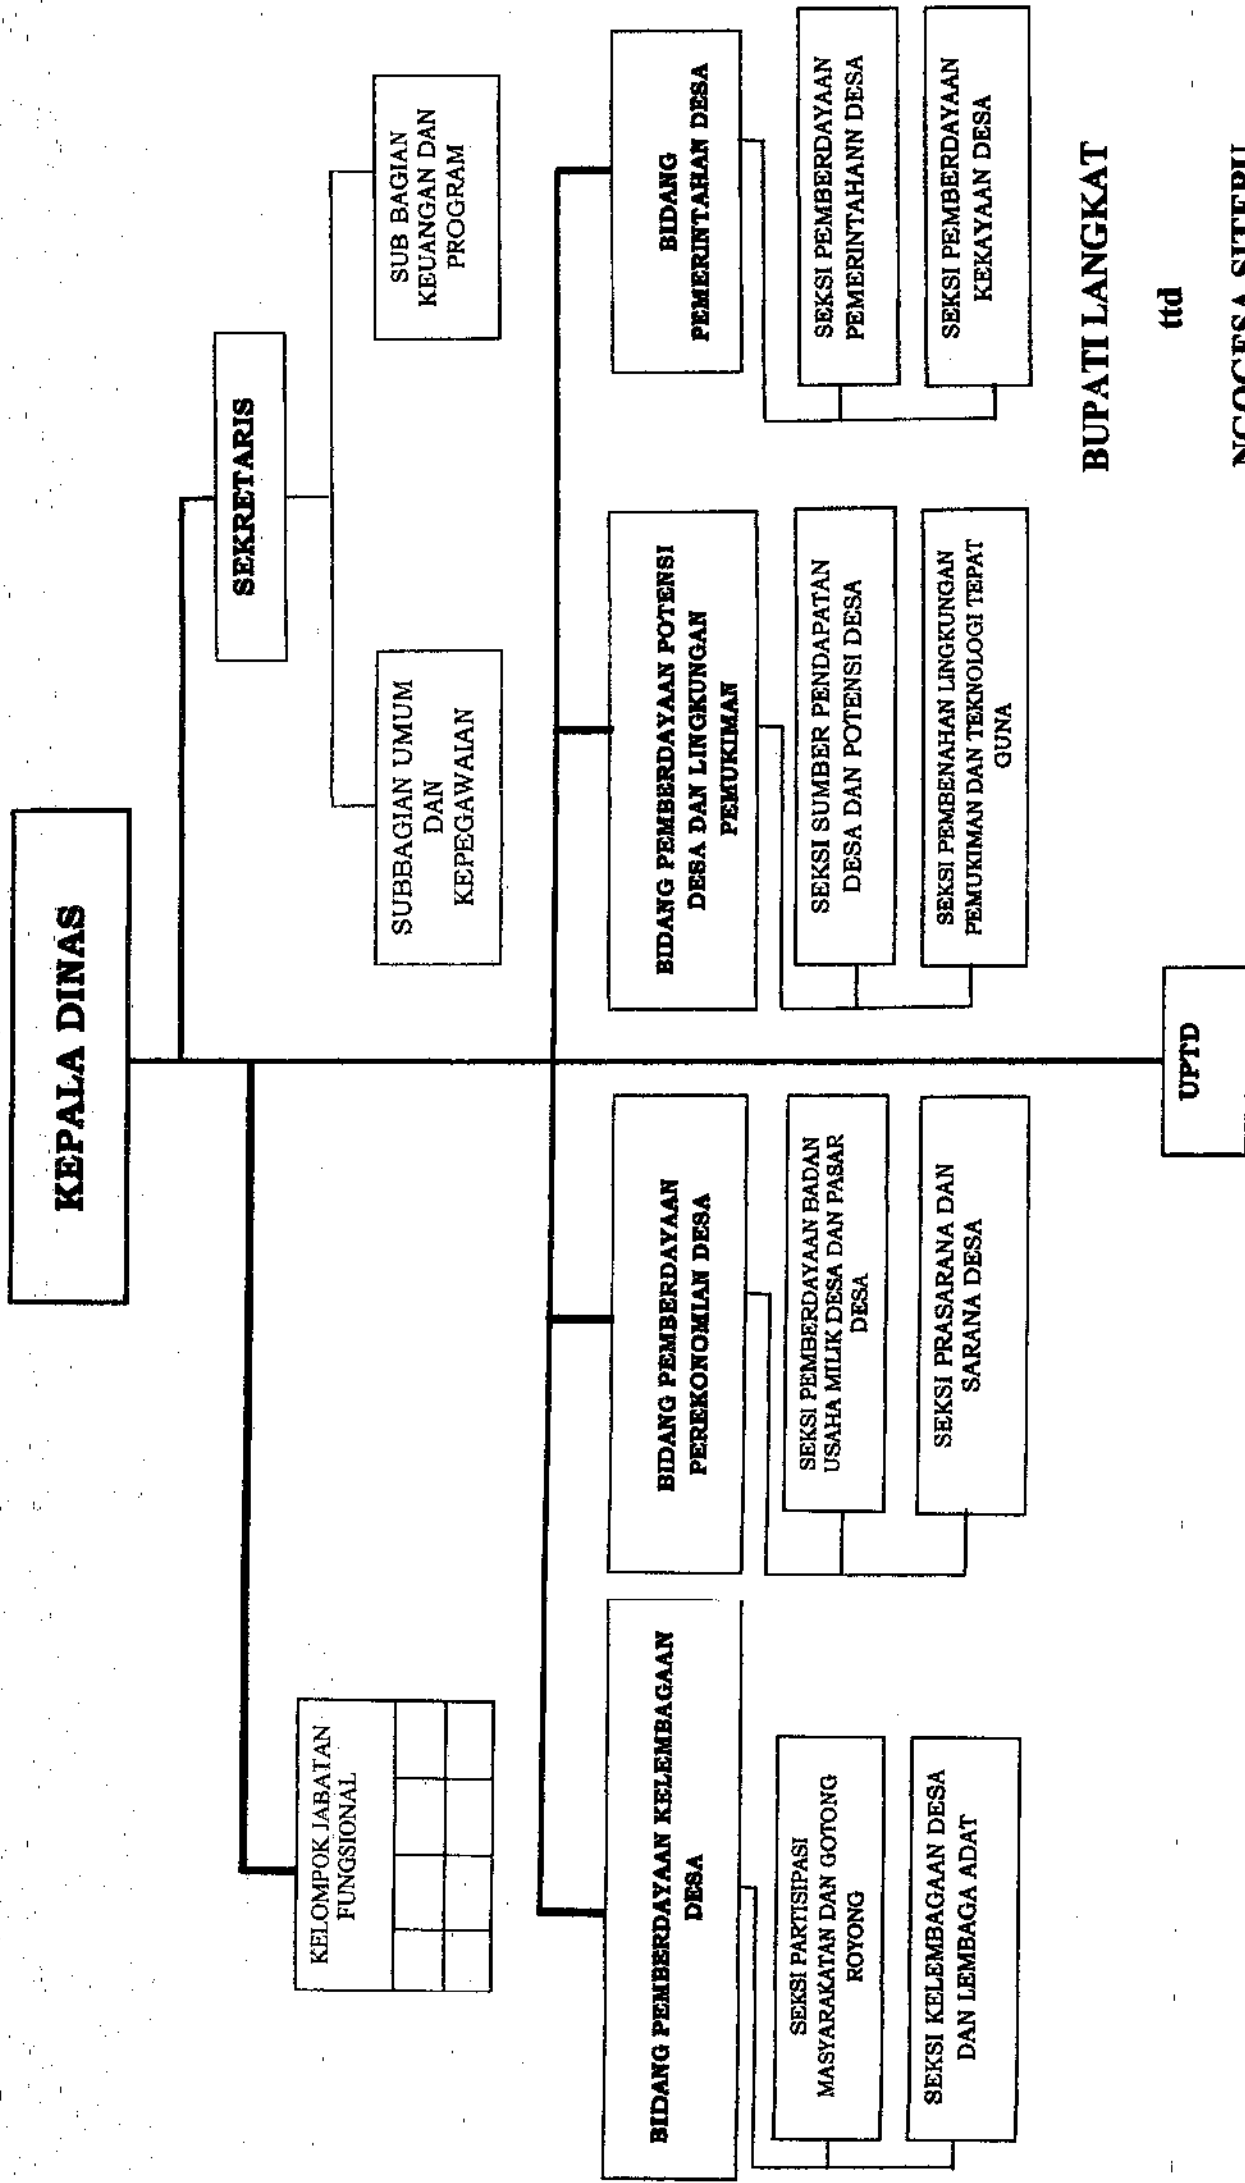 KEPALA DINAS
SEKRETARIS
KELOMPOK JABATAN
FUNGSIONAL
SUBBAGIAN UMUM
DAN
KEPEGAWAIAN
SUB BAGIAN
KEUANGAN DAN
PROGRAM
BIDANG PEMBERDAYAAN KELEMBAGAAN
DESA
SEKSI PARTISIPASI
MASYARAKATAN DAN GOTONG
ROYONG
SEKSI KELEMBAGAAN DESA
DAN LEMBAGA ADAT
BIDANG PEMBERDAYAAN
PEREKONOMIAN DESA
SEKSI PEMBERDAYAAN BADAN
USAHA MILIK DESA DAN PASAR
DESA
SEKSI PRASARANA DAN
SARANA DESA
BIDANG PEMBERDAYAAN POTENSI
DESA DAN LINGKUNGAN
PEMUKIMAN
SEKSI SUMBER PENDAPATAN
DESA DAN POTENSI DESA
SEKSI PEMBENAHAN LINGKUNGAN
PEMUKIMAN DAN TEKNOLOGI TEPAT
GUNA
BIDANG
PEMERINTAHAN DESA
SEKSI PEMBERDAYAAN
PEMERINTAHANN DESA
SEKSI PEMBERDAYAAN
KEKAYAAN DESA
UPTD
BUPATI LANGKAT
ttd
NGOGESA SITEPU